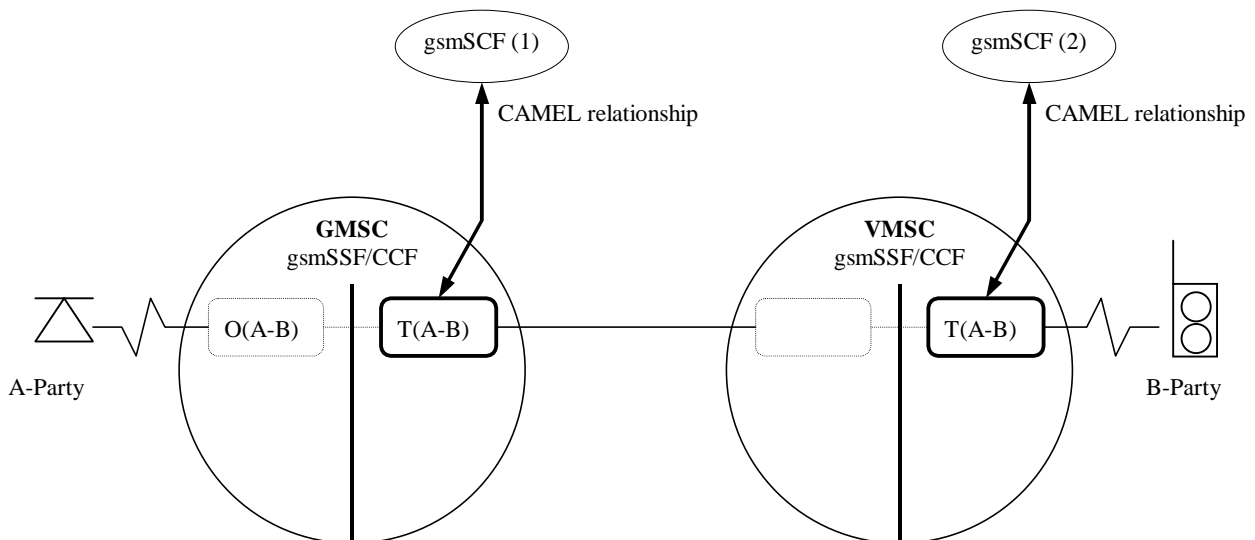 gsmSCF (1)
gsmSCF (2)
CAMEL relationship
CAMEL relationship
GMSC
gsmSSF/CCF
VMSC
gsmSSF/CCF
O(A-B)
T(A-B)
T(A-B)
A-Party
B-Party